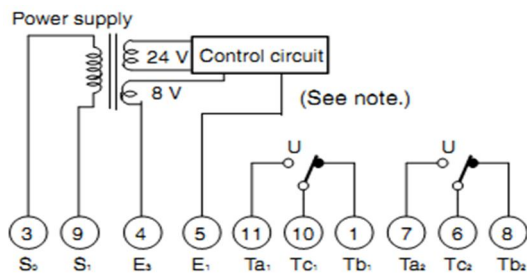 Power supply
24 V
Control circuit
8 V
(See note.)
U
U
3
9
4
5
11
10
1
7
6
8
S₀
S₁
E₃
E₁
Ta₁
Tc₁
Tb₁
Ta₂
Tc₂
Tb₂